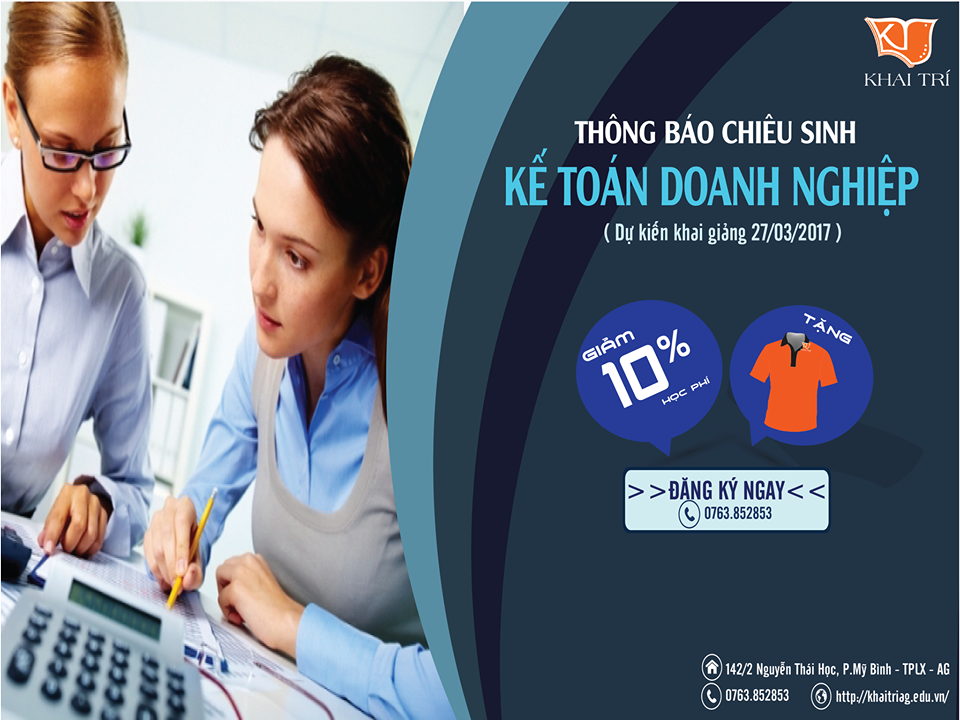 KHAI TRÍ
THÔNG BÁO CHIÊU SINH
KẾ TOÁN DOANH NGHIỆP
( Dự kiến khai giảng 27/03/2017 )
GIẢM
10%
HỌC PHÍ
TẶNG
> >ĐĂNG KÝ NGAY< <
0763.852853
142/2 Nguyễn Thái Học, P.Mỹ Bình - TPLX - AG
0763.852853 http://khaitriag.edu.vn/